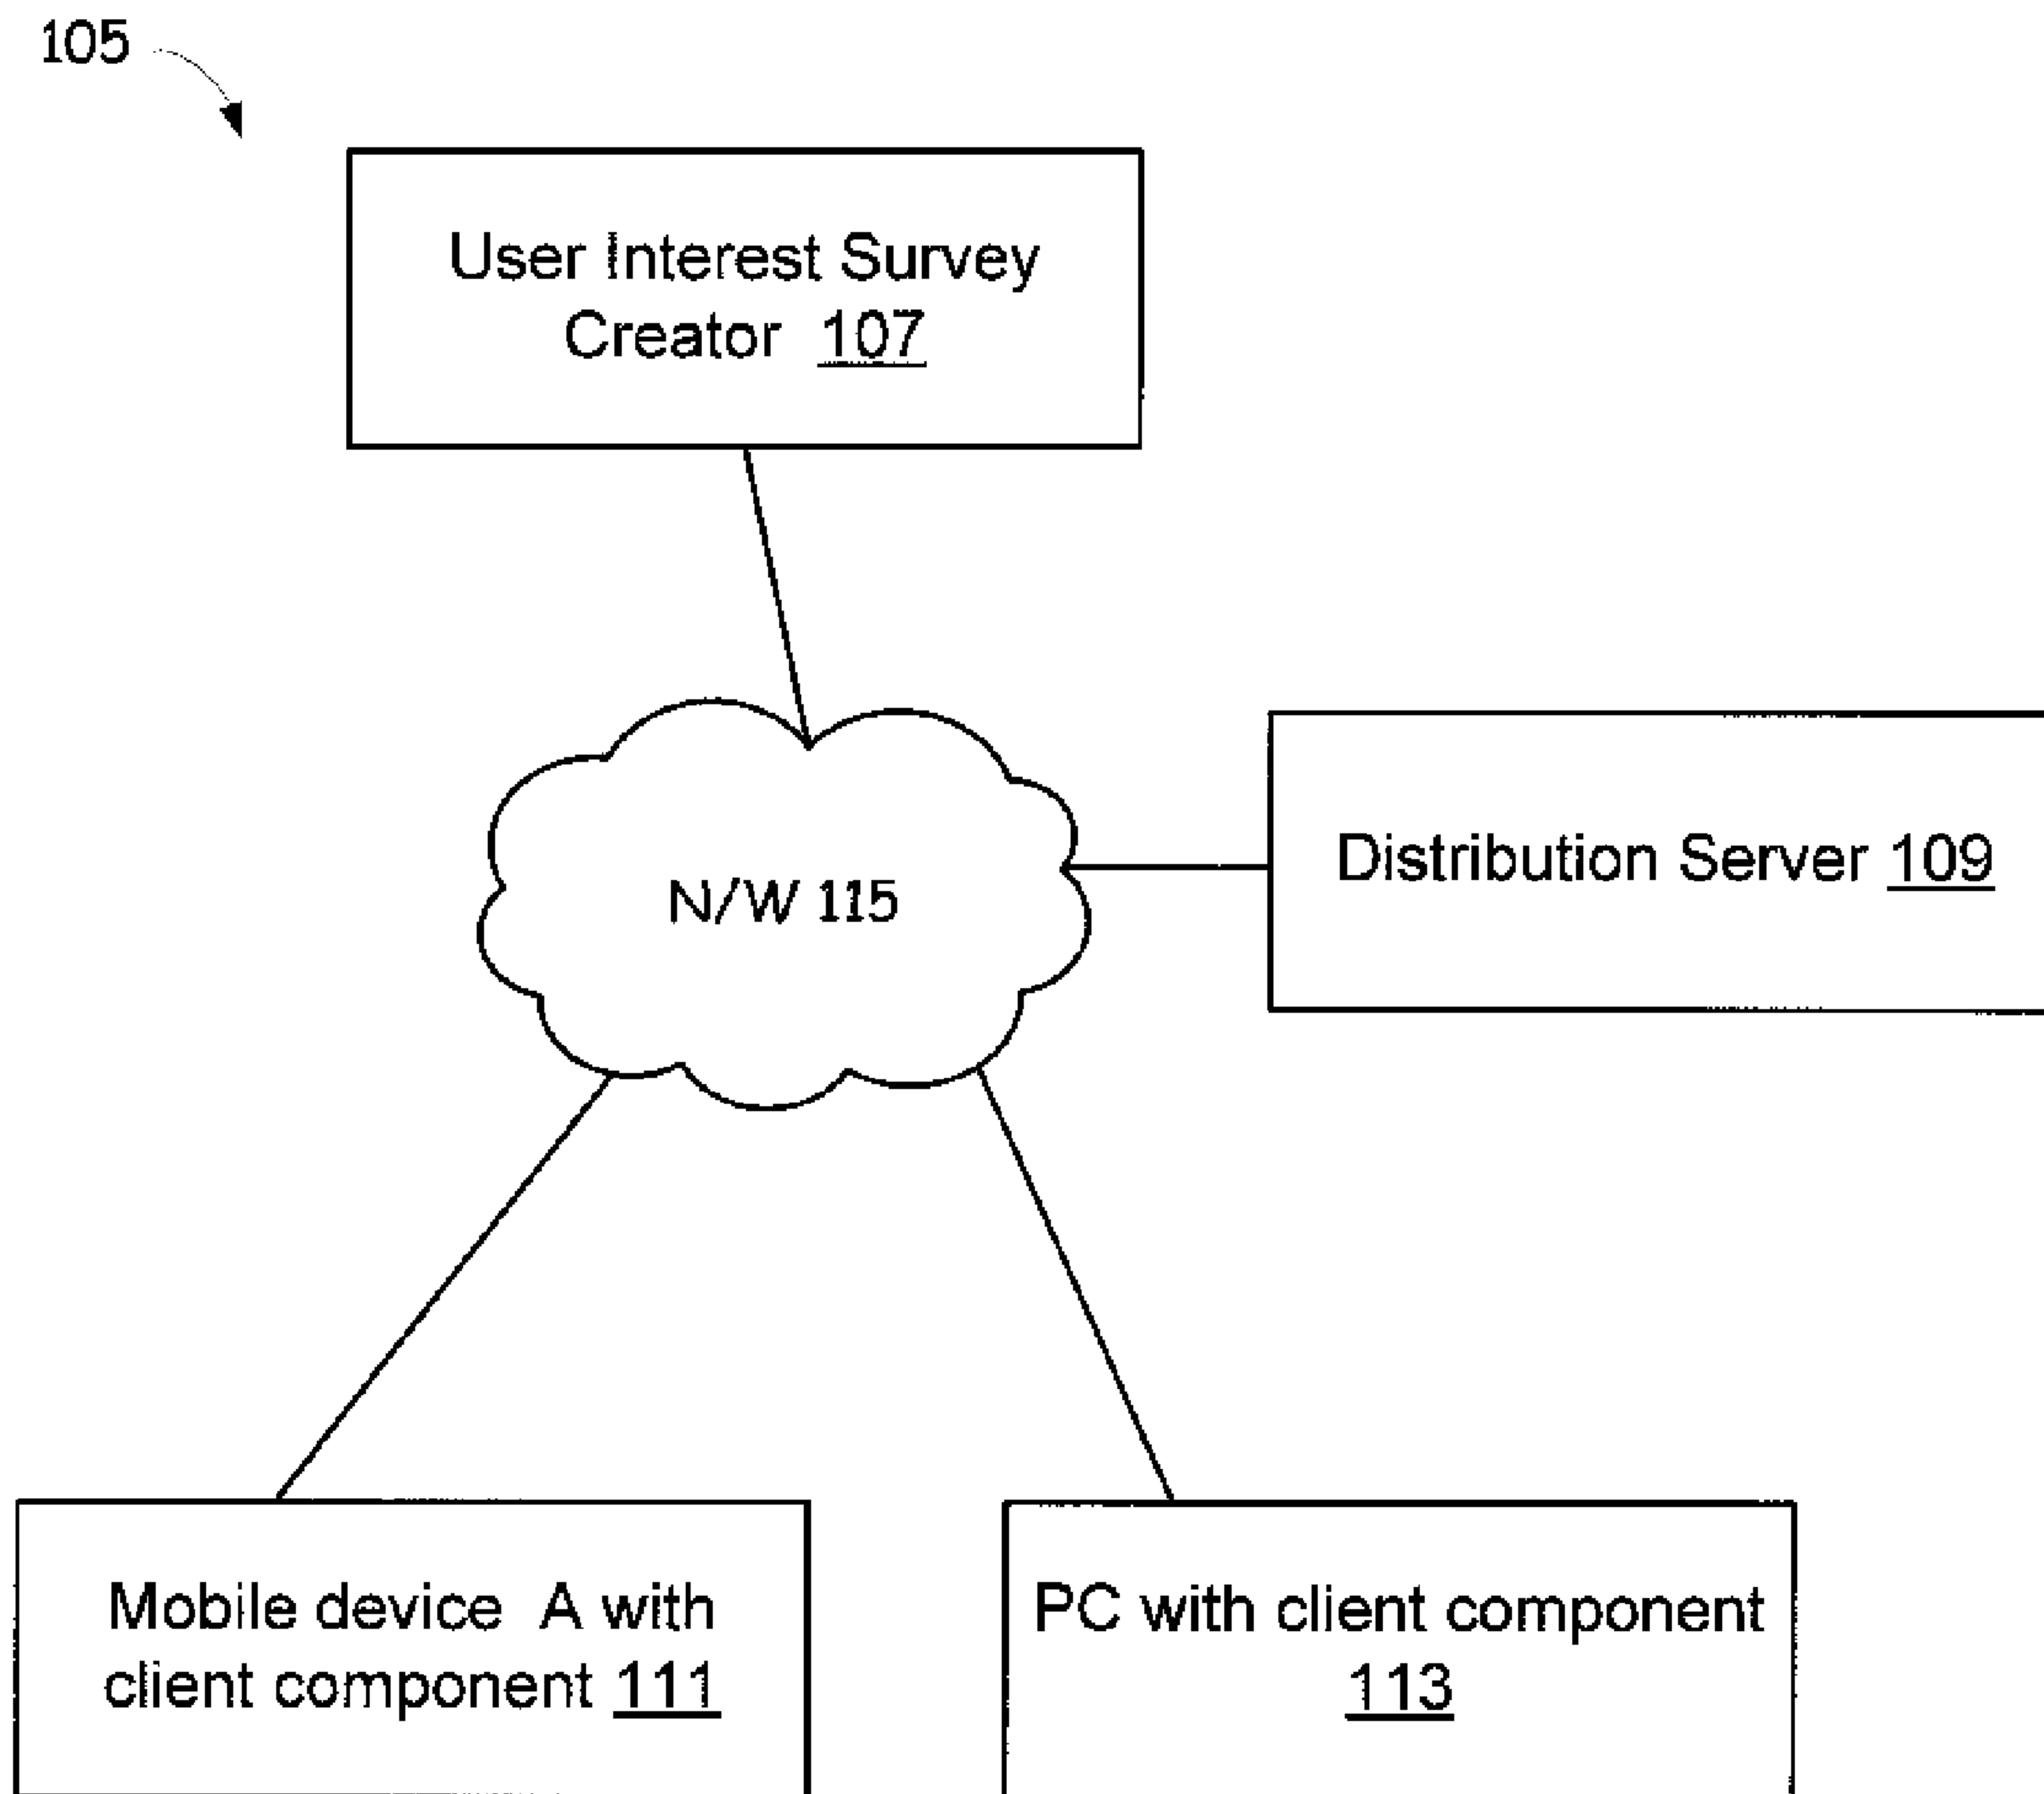 105
User Interest Survey
Creator 107
N/W 115
Distribution Server 109
Mobile device A with
client component 111
PC with client component
113